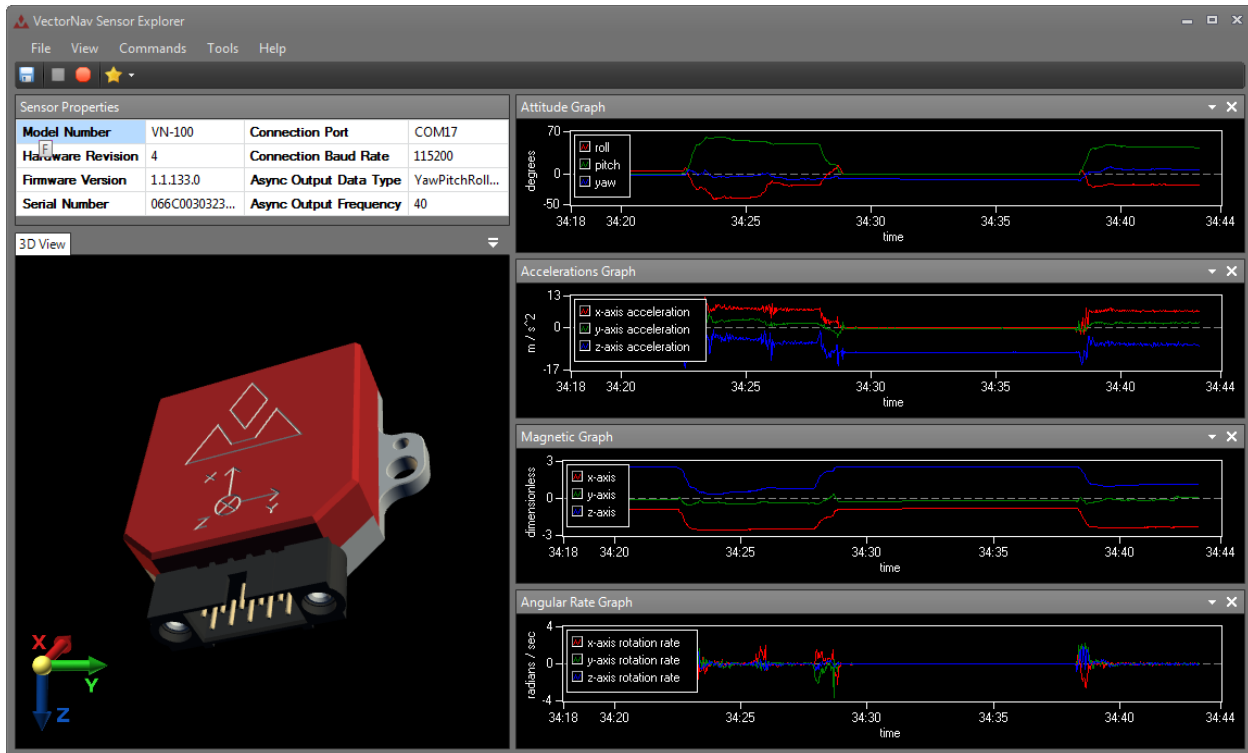 VectorNav Sensor Explorer
File View Commands Tools Help
Sensor Properties
Model Number VN-100 Connection Port COM17
F
Hardware Revision 4 Connection Baud Rate 115200
Firmware Version 1.1.133.0 Async Output Data Type YawPitchRoll...
Serial Number 066C0030323... Async Output Frequency 40
3D View
X
Y
Z
X
Y
Z
Attitude Graph
70
0
-50
degrees
roll
pitch
yaw
34:18 34:20 34:25 34:30 34:35 34:40 34:44
time
Accelerations Graph
13
0
-17
m / s^2
x-axis acceleration
y-axis acceleration
z-axis acceleration
34:18 34:20 34:25 34:30 34:35 34:40 34:44
time
Magnetic Graph
3
0
-3
dimensionless
x-axis
y-axis
z-axis
34:18 34:20 34:25 34:30 34:35 34:40 34:44
time
Angular Rate Graph
4
0
-4
radians / sec
x-axis rotation rate
y-axis rotation rate
z-axis rotation rate
34:18 34:20 34:25 34:30 34:35 34:40 34:44
time